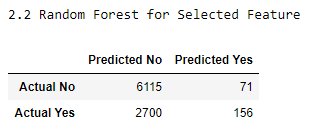 2.2 Random Forest for Selected Feature
Predicted No Predicted Yes
Actual No 6115 71
Actual Yes 2700 156